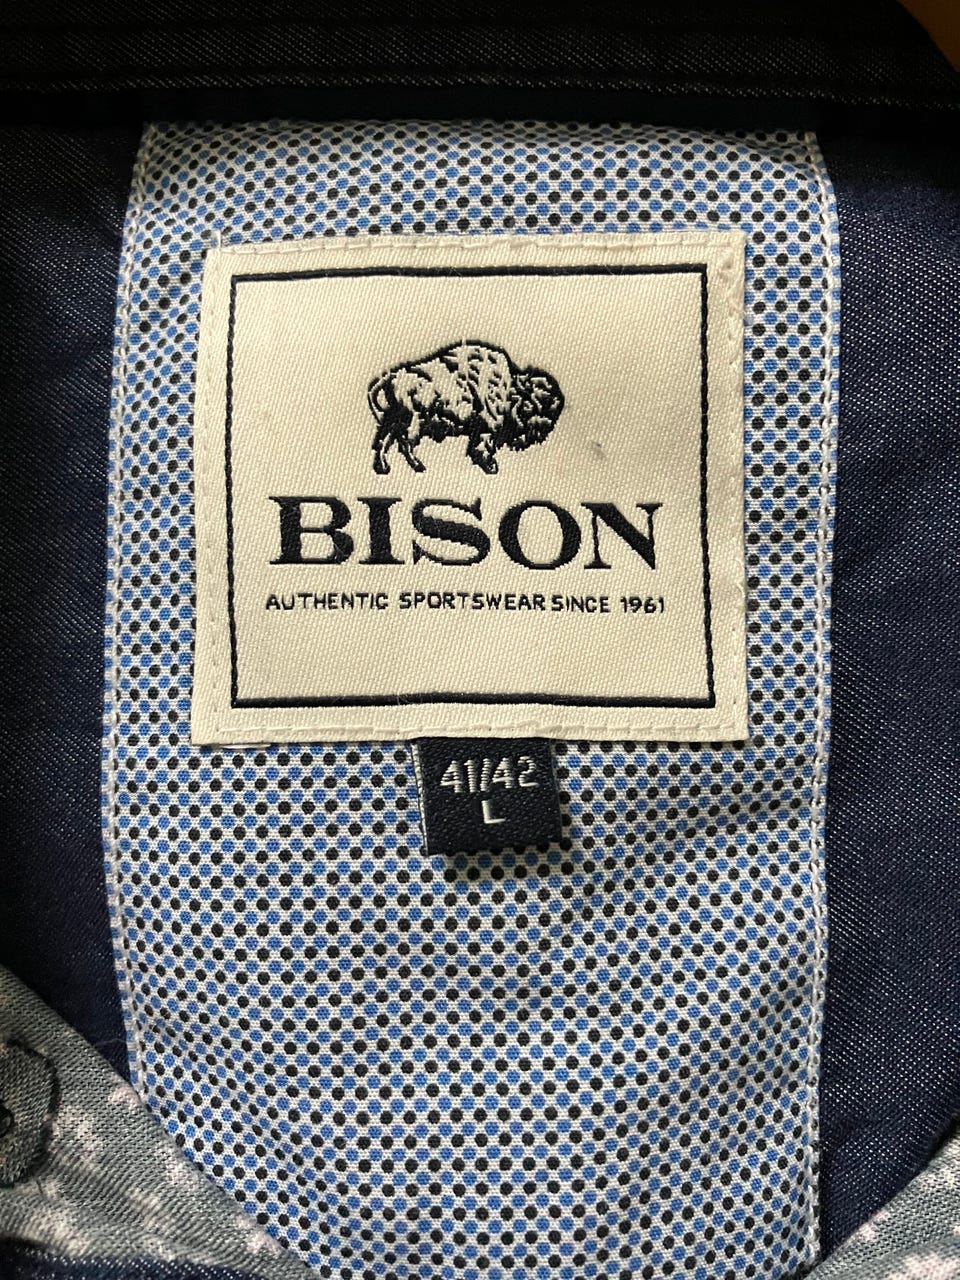 BISON
AUTHENTIC SPORTSWEAR SINCE 1961
41/42
L